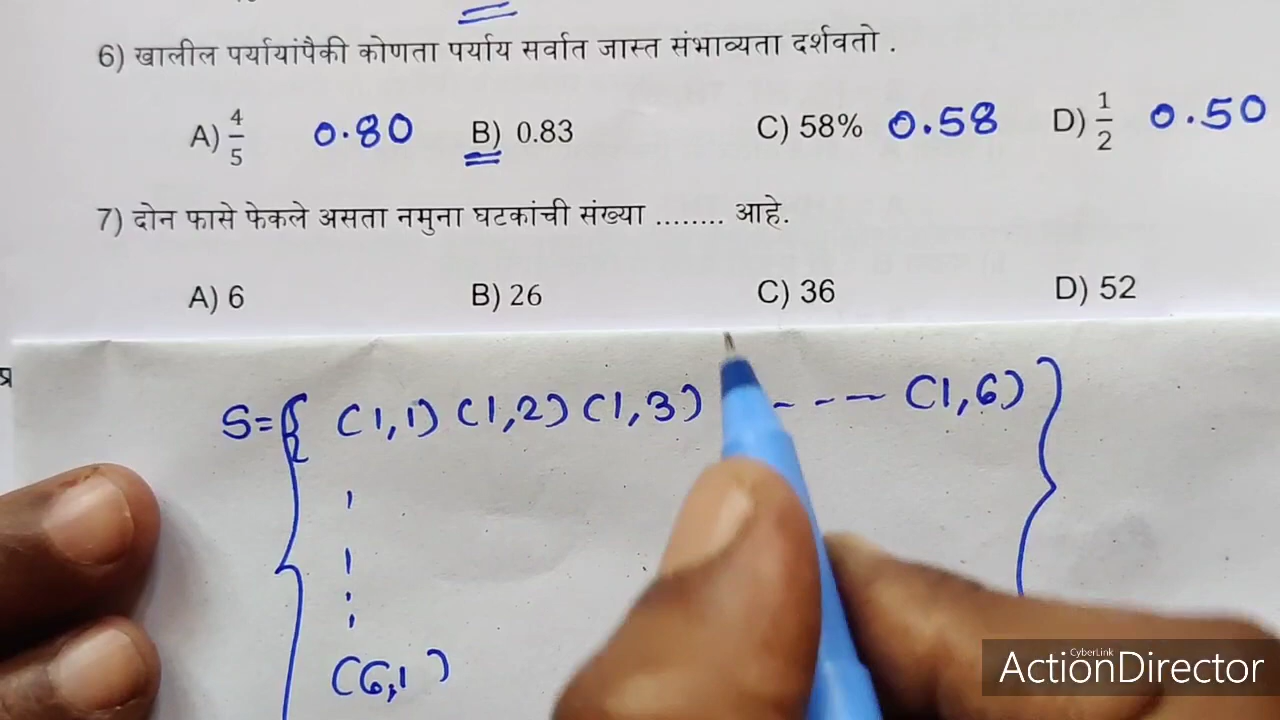 6) खालील पर्यायांपैकी कोणता पर्याय सर्वात जास्त संभाव्यता दर्शवतो .
A) 4/5 0.80 B) 0.83 C) 58% 0.58 D) 1/2 0.50
7) दोन फासे फेकले असता नमुना घटकांची संख्या ........ आहे.
A) 6 B) 26 C) 36 D) 52
प्र
S={ (1,1) (1,2) (1,3) - - - (1,6) }
(6,1)
CyberLink
ActionDirector